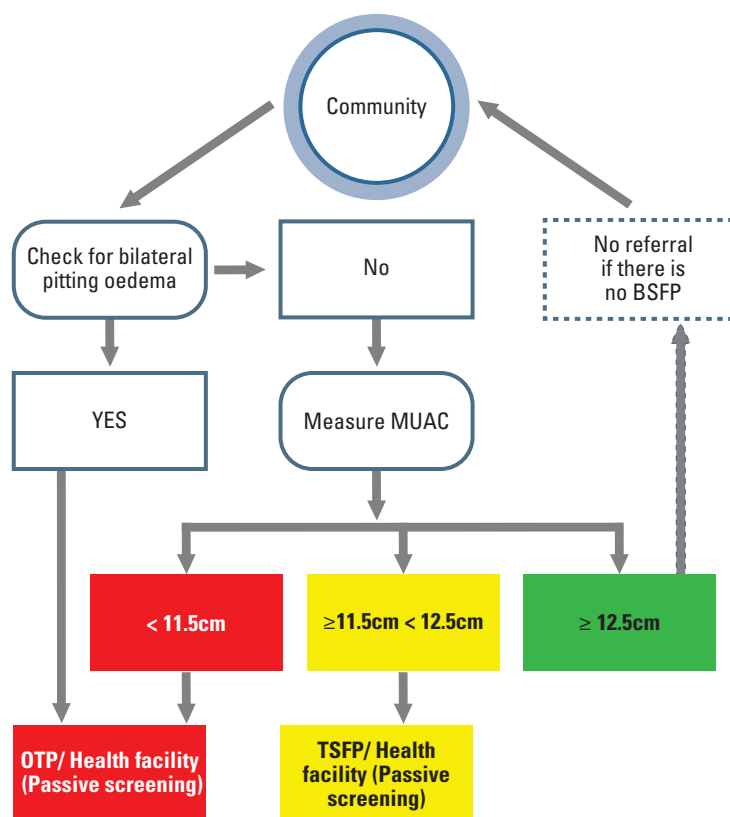 Community
Check for bilateral
pitting oedema
No
No referral
if there is
no BSFP
YES
Measure MUAC
< 11.5cm
≥11.5cm < 12.5cm
≥ 12.5cm
OTP/ Health facility
(Passive screening)
TSFP/ Health
facility (Passive
screening)